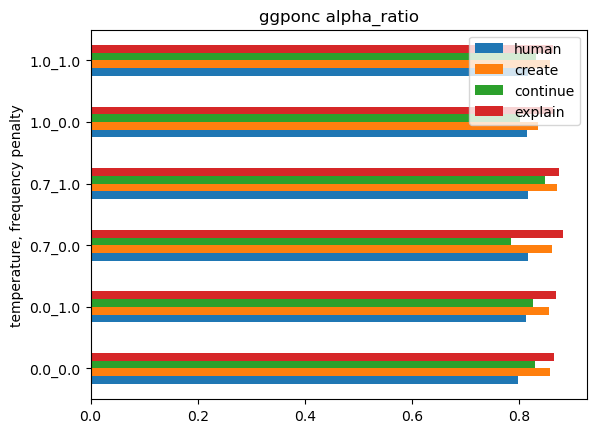 ggponc alpha_ratio
human
create
continue
explain
temperature, frequency penalty
1.0_1.0
1.0_0.0
0.7_1.0
0.7_0.0
0.0_1.0
0.0_0.0
0.0
0.2
0.4
0.6
0.8